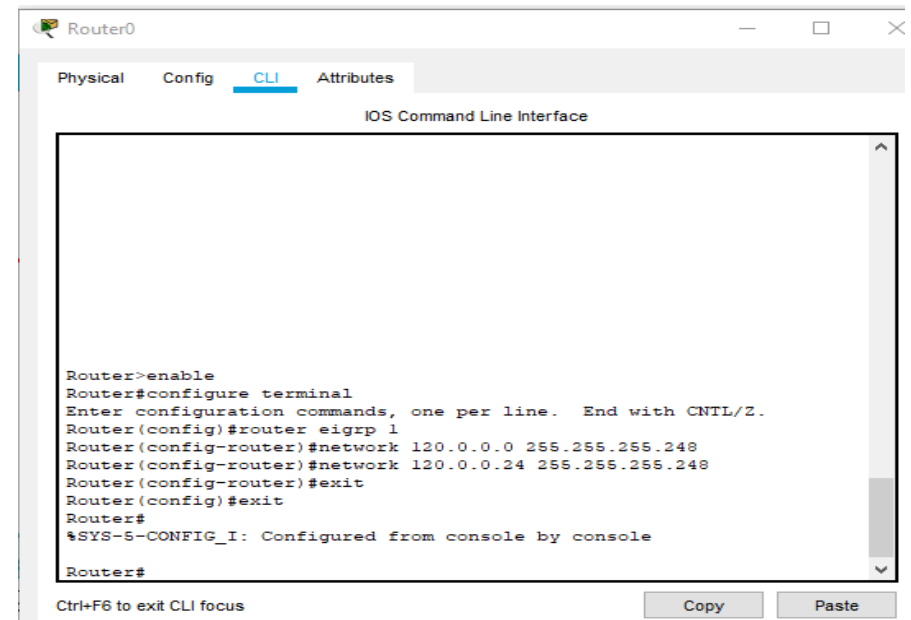 Router0
Physical Config CLI Attributes
IOS Command Line Interface
Router>enable
Router#configure terminal
Enter configuration commands, one per line.  End with CNTL/Z.
Router(config)#router eigrp 1
Router(config-router)#network 120.0.0.0 255.255.255.248
Router(config-router)#network 120.0.0.24 255.255.255.248
Router(config-router)#exit
Router(config)#exit
Router#
%SYS-5-CONFIG_I: Configured from console by console
Router#
Ctrl+F6 to exit CLI focus
Copy Paste